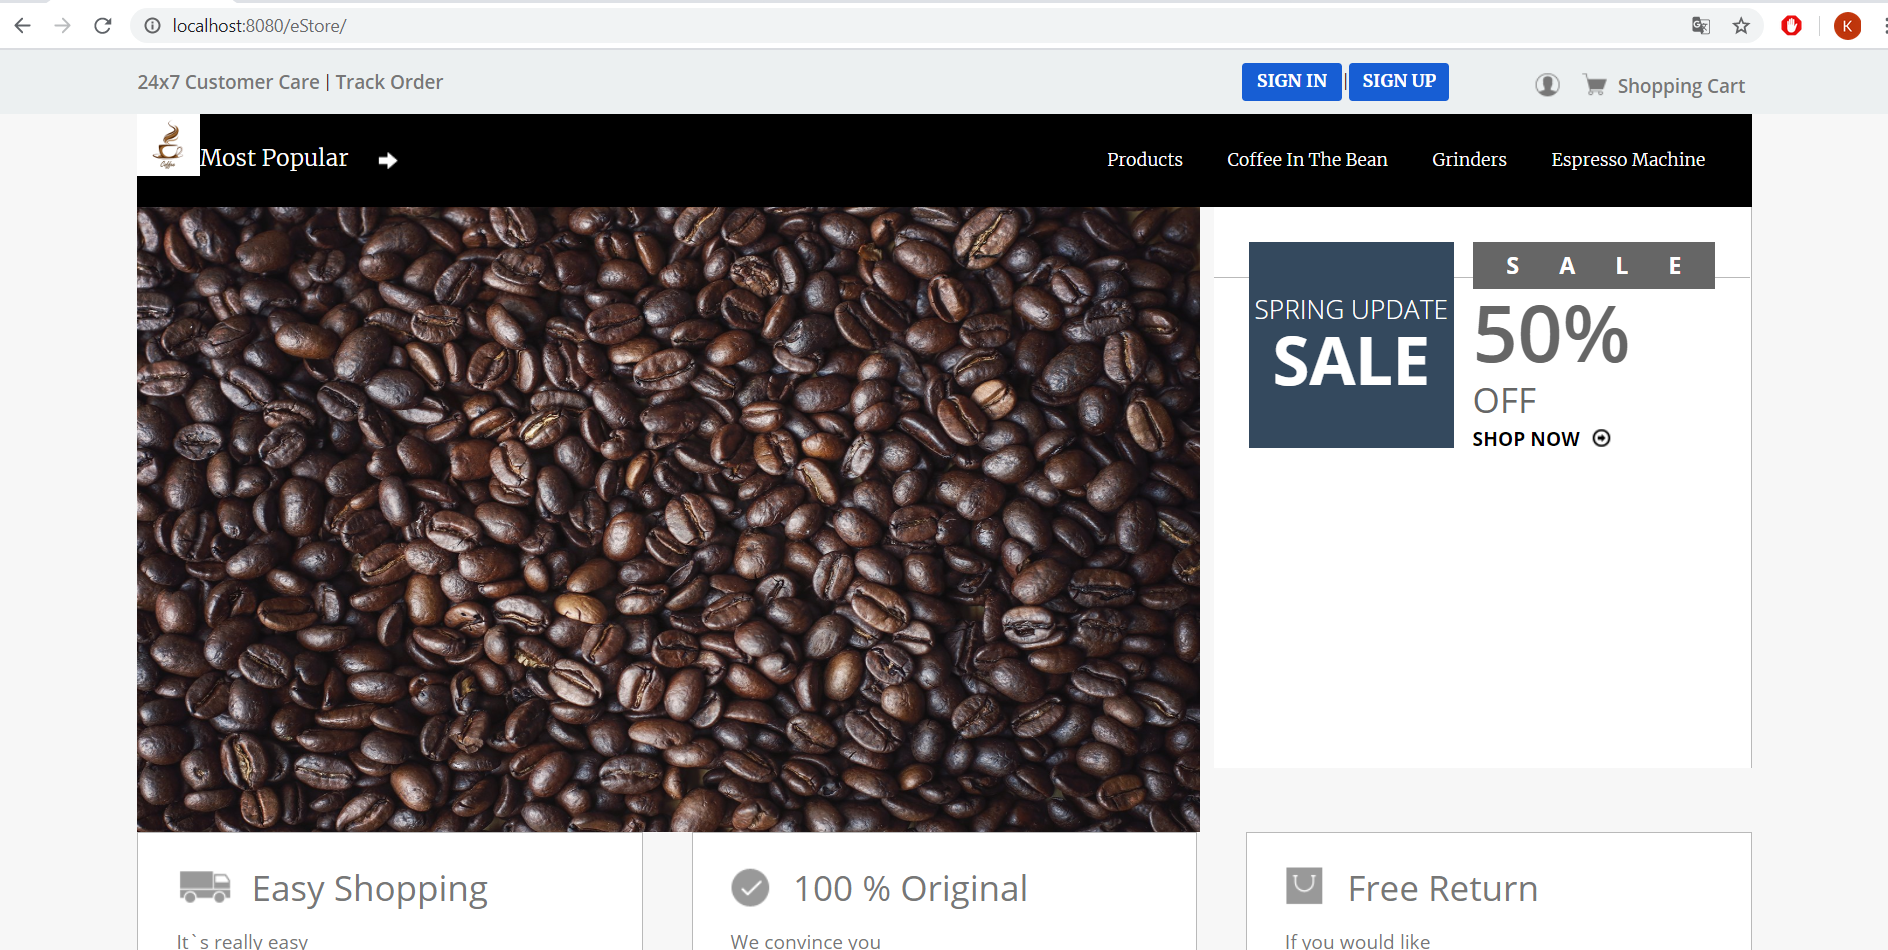 localhost:8080/eStore/
K
24x7 Customer Care | Track Order
SIGN IN | SIGN UP
Shopping Cart
Coffee
Most Popular
Products
Coffee In The Bean
Grinders
Espresso Machine
SPRING UPDATE
SALE
S A L E
50%
OFF
SHOP NOW
Easy Shopping
100 % Original
Free Return
It`s really easy
We convince you
If you would like